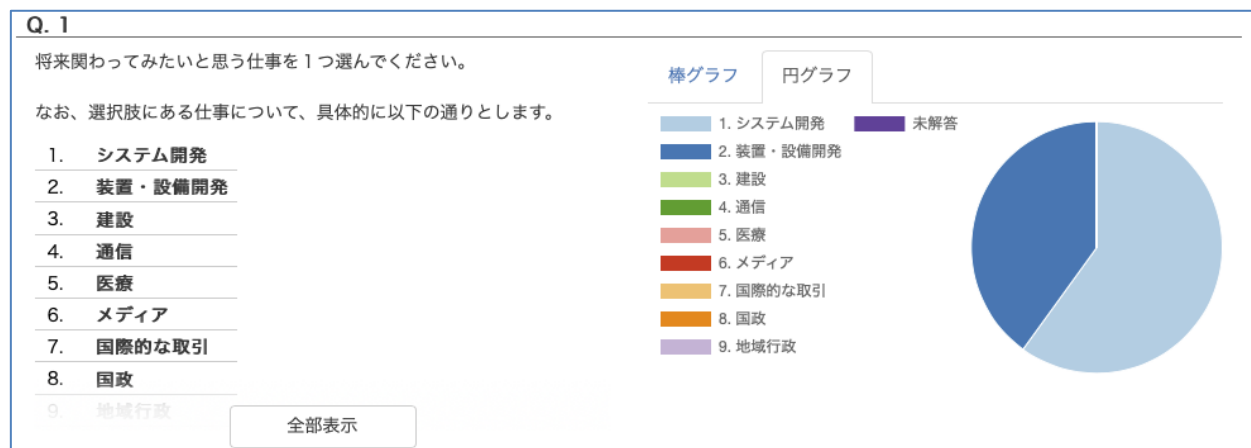 Q. 1
将来関わってみたいと思う仕事を1つ選んでください。
なお、選択肢にある仕事について、具体的に以下の通りとします。
1. システム開発
2. 装置・設備開発
3. 建設
4. 通信
5. 医療
6. メディア
7. 国際的な取引
8. 国政
9. 地域行政
全部表示
棒グラフ
円グラフ
1. システム開発
未解答
2. 装置・設備開発
3. 建設
4. 通信
5. 医療
6. メディア
7. 国際的な取引
8. 国政
9. 地域行政